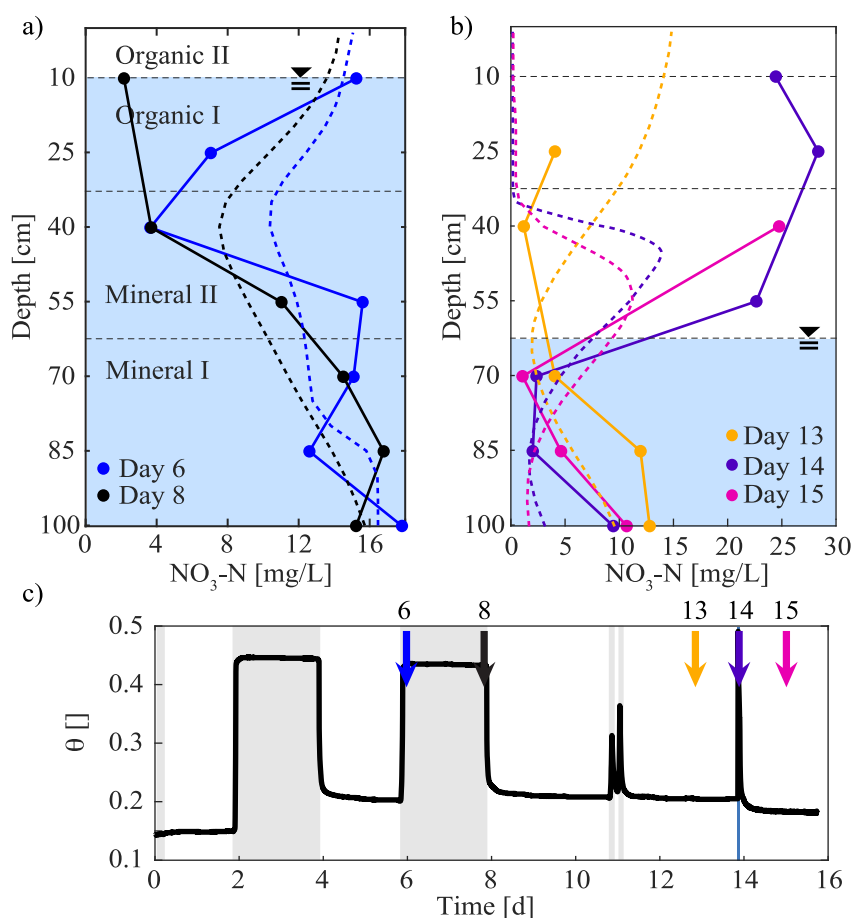 a)
Organic II
10
Organic I
25
40
Depth [cm]
55
Mineral II
Mineral I
70
85
Day 6
Day 8
100
0 4 8 12 16
NO₃-N [mg/L]
b)
10
25
40
Depth [cm]
55
70
85
Day 13
Day 14
Day 15
100
0 5 10 15 20 25 30
NO₃-N [mg/L]
c)
6 8 13 14 15
0.5
0.4
θ []
0.3
0.2
0.1
0 2 4 6 8 10 12 14 16
Time [d]